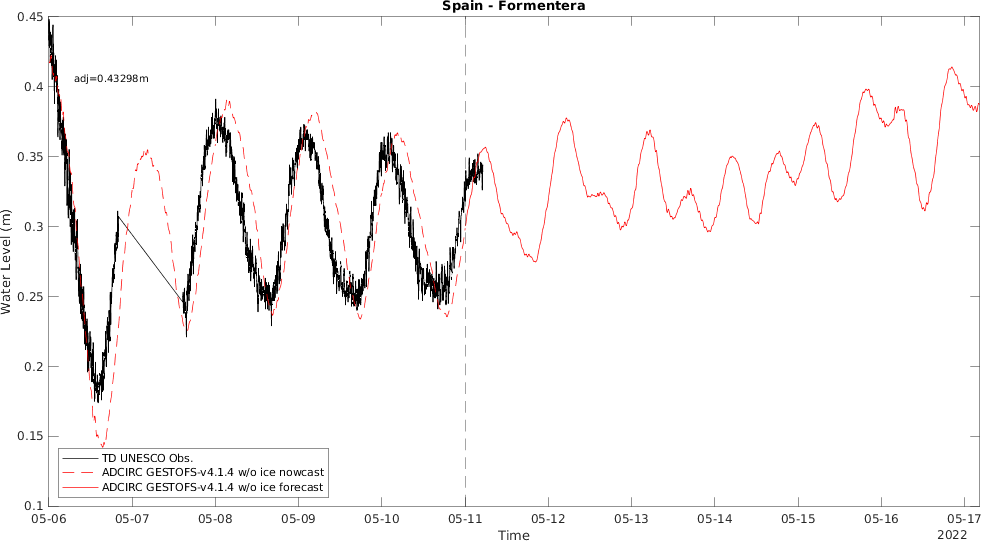 Spain - Formentera
0.45
0.4
0.35
0.3
0.25
0.2
0.15
0.1
Water Level (m)
adj=0.43298m
TD UNESCO Obs.
ADCIRC GESTOFS-v4.1.4 w/o ice nowcast
ADCIRC GESTOFS-v4.1.4 w/o ice forecast
05-06 05-07 05-08 05-09 05-10 05-11 05-12 05-13 05-14 05-15 05-16 05-17
Time
2022